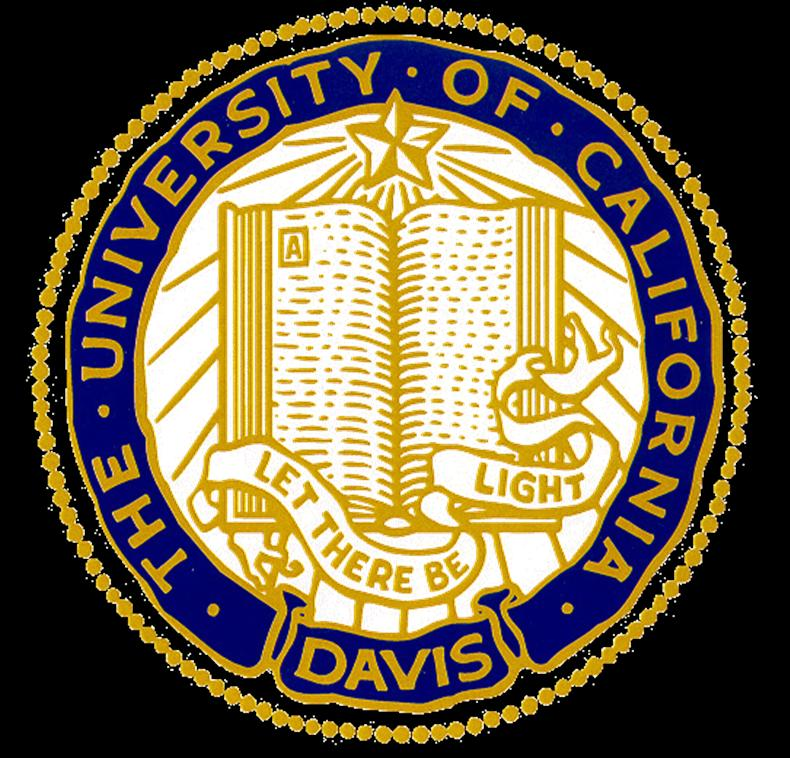 · THE · UNIVERSITY · OF · CALIFORNIA ·
A
LET THERE BE
LIGHT
DAVIS